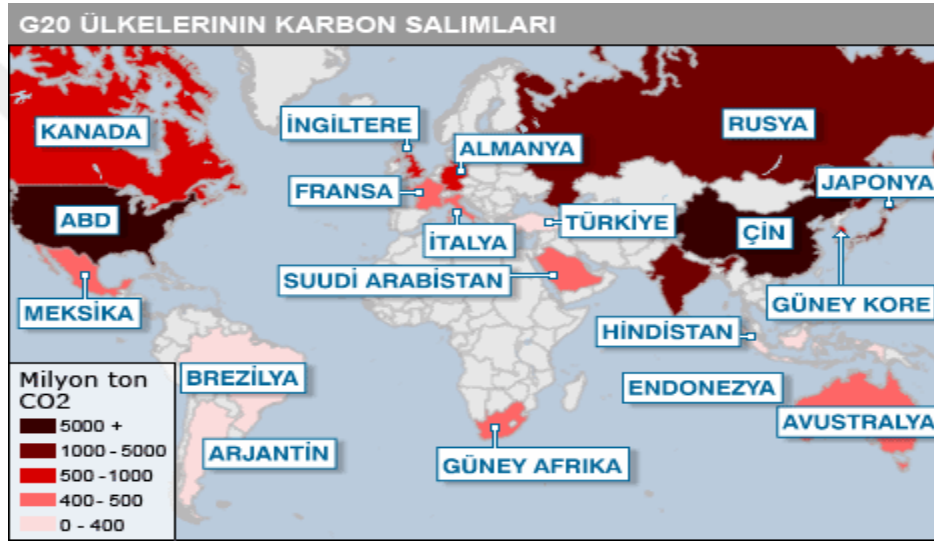 G20 ÜLKELERININ KARBON SALIMLARI
KANADA
İNGİLTERE
ALMANYA
RUSYA
FRANSA
JAPONYA
ABD
İTALYA
TÜRKİYE
ÇİN
SUUDİ ARABİSTAN
MEKSİKA
GÜNEY KORE
HİNDİSTAN
BREZİLYA
ENDONEZYA
AVUSTRALYA
ARJANTİN
GÜNEY AFRIKA
Milyon ton
CO2
5000 +
1000 - 5000
500 - 1000
400 - 500
0 - 400